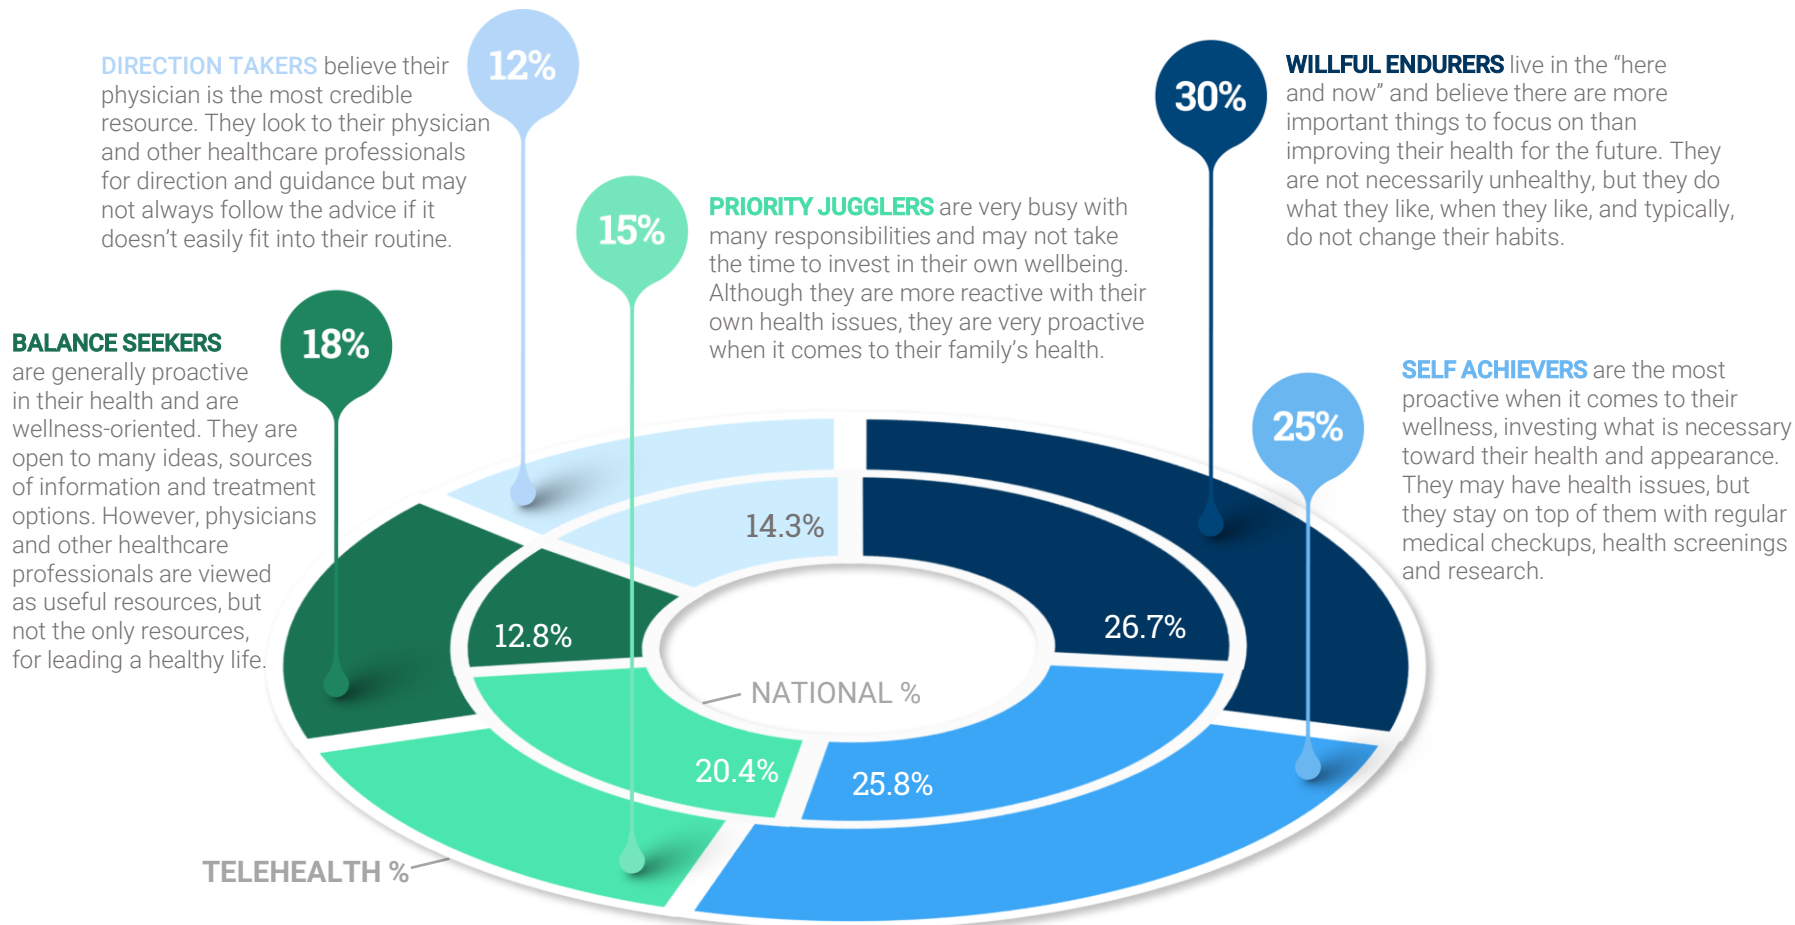 DIRECTION TAKERS believe their
physician is the most credible
resource. They look to their physician
and other healthcare professionals
for direction and guidance but may
not always follow the advice if it
doesn't easily fit into their routine.
12%
30%
WILLFUL ENDURERS live in the “here
and now” and believe there are more
important things to focus on than
improving their health for the future. They
are not necessarily unhealthy, but they do
what they like, when they like, and typically,
do not change their habits.
15%
PRIORITY JUGGLERS are very busy with
many responsibilities and may not take
the time to invest in their own wellbeing.
Although they are more reactive with their
own health issues, they are very proactive
when it comes to their family's health.
BALANCE SEEKERS
are generally proactive
in their health and are
wellness-oriented. They are
open to many ideas, sources
of information and treatment
options. However, physicians
and other healthcare
professionals are viewed
as useful resources, but
not the only resources,
for leading a healthy life.
18%
25%
SELF ACHIEVERS are the most
proactive when it comes to their
wellness, investing what is necessary
toward their health and appearance.
They may have health issues, but
they stay on top of them with regular
medical checkups, health screenings
and research.
14.3%
12.8%
26.7%
NATIONAL %
20.4%
25.8%
TELEHEALTH %